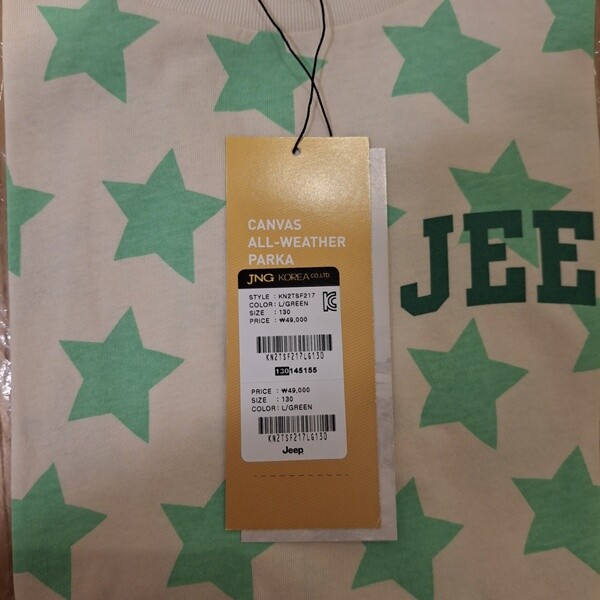 CANVAS
ALL-WEATHER
PARKA
JNG KOREA CO.LTD.
STYLE : KN2TSF217
COLOR : L/GREEN
SIZE : 130
PRICE : ₩49,000
KN2TSF217LG130
130145155
PRICE : ₩49,000
SIZE : 130
COLOR : L/GREEN
KN2TSF217LG130
Jeep
JEE